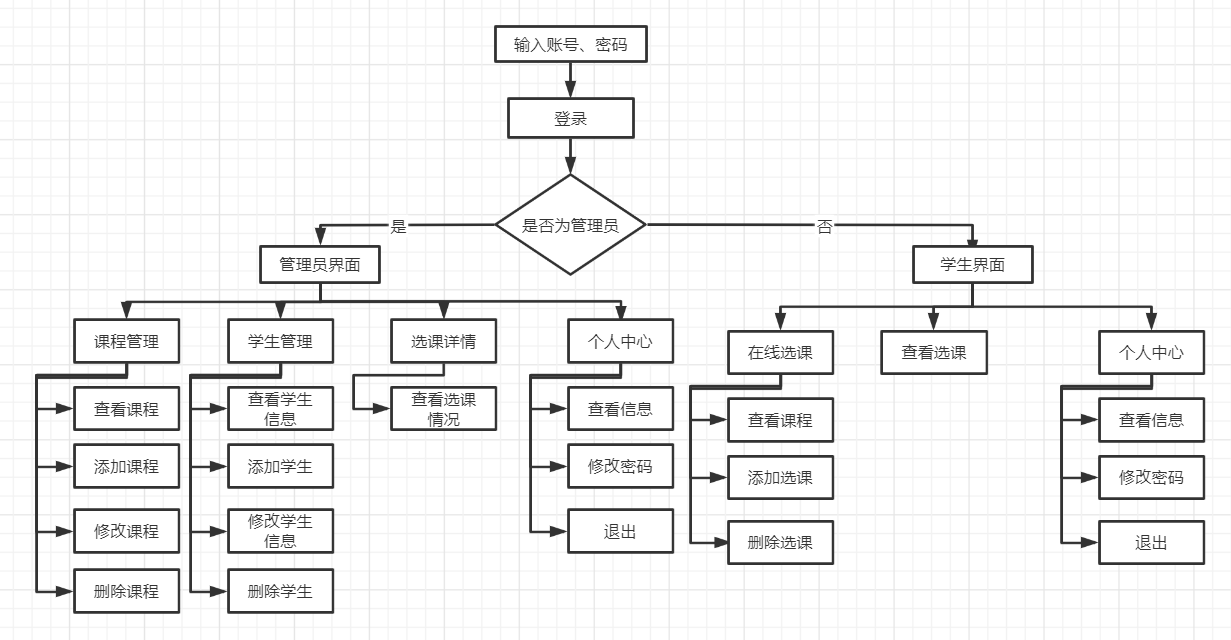 输入账号、密码
登录
是否为管理员
是
否
管理员界面
学生界面
课程管理
学生管理
选课详情
个人中心
在线选课
查看选课
个人中心
查看课程
查看学生
信息
查看选课
情况
查看信息
查看课程
查看信息
添加课程
添加学生
修改密码
添加选课
修改密码
修改课程
修改学生
信息
退出
删除选课
退出
删除课程
删除学生